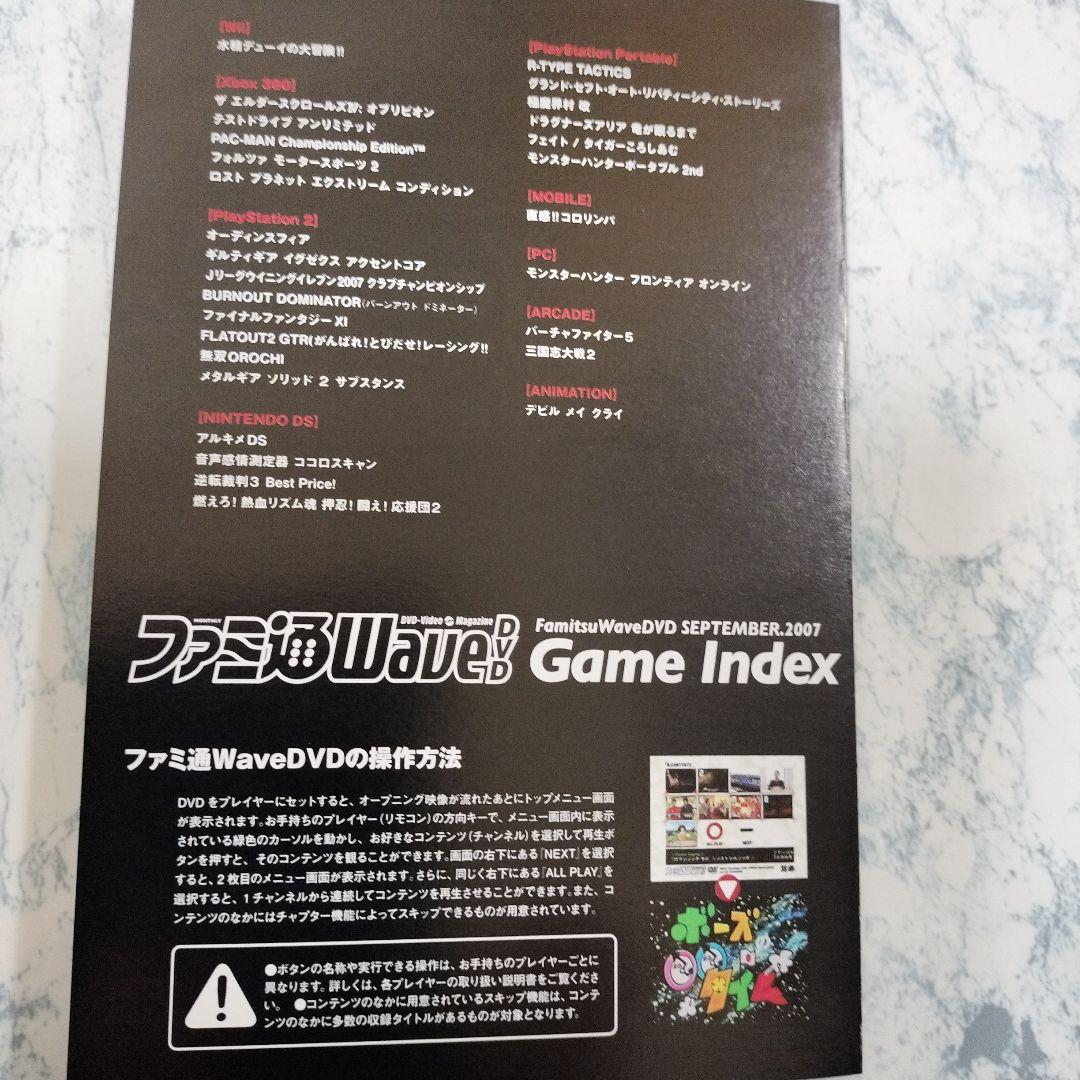 [Wii]
水精デューイの大冒険!!
[Xbox 360]
ザ エルダースクロールズIV: オブリビオン
テストドライブ アンリミテッド
PAC-MAN Championship Edition™
フォルツァ モータースポーツ 2
ロスト プラネット エクストリーム コンディション
[PlayStation 2]
オーディンスフィア
ギルティギア イグゼクス アクセントコア
Jリーグウイニングイレブン2007 クラブチャンピオンシップ
BURNOUT DOMINATOR(バーンアウト ドミネーター)
ファイナルファンタジー XI
FLATOUT2 GTR(がんばれ!とびだせ!レーシング!!
無双OROCHI
メタルギア ソリッド 2 サブスタンス
[NINTENDO DS]
アルキメDS
音声感情測定器 ココロスキャン
逆転裁判3 Best Price!
燃えろ! 熱血リズム魂 押忍! 闘え! 応援団2
[PlayStation Portable]
R-TYPE TACTICS
グランド・セフト・オート・リバティーシティ・ストーリーズ
極魔界村 改
ドラグナーズアリア 竜が眠るまで
フェイト / タイガーころしあむ
モンスターハンターポータブル 2nd
[MOBILE]
直感!! コロリンパ
[PC]
モンスターハンター フロンティア オンライン
[ARCADE]
バーチャファイター5
三国志大戦2
[ANIMATION]
デビル メイ クライ
MONTHLY
DVD-Video Magazine
ファミ通WaveDVD
FamitsuWaveDVD SEPTEMBER.2007
Game Index
ファミ通WaveDVDの操作方法
DVDをプレイヤーにセットすると、オープニング映像が流れたあとにトップメニュー画面
が表示されます。お手持ちのプレイヤー(リモコン)の方向キーで、メニュー画面内に表示
されている緑色のカーソルを動かし、お好きなコンテンツ(チャンネル)を選択して再生ボ
タンを押すと、そのコンテンツを観ることができます。画面の右下にある『NEXT』を選択
すると、2枚目のメニュー画面が表示されます。さらに、同じく右下にある『ALL PLAY』を
選択すると、1チャンネルから連続してコンテンツを再生させることができます。また、コ
ンテンツのなかにはチャプター機能によってスキップできるものが用意されています。
●ボタンの名称や実行できる操作は、お手持ちのプレイヤーごとに
異なります。詳しくは、各プレイヤーの取り扱い説明書をご覧くださ
い。 ●コンテンツのなかに用意されているスキップ機能は、コンテ
ンツのなかに多数の収録タイトルがあるものが対象となります。
CONTENTS
ALL PLAY
NEXT
ボーズ
タイム